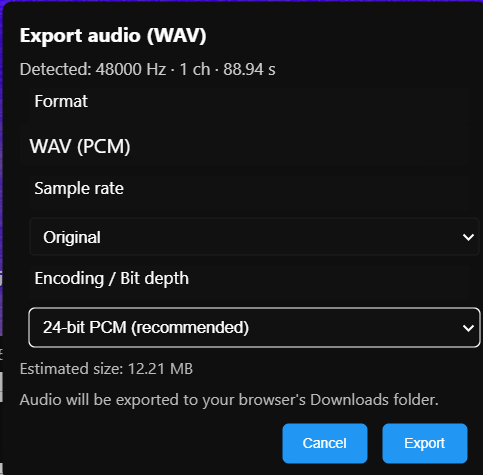 Export audio (WAV)
Detected: 48000 Hz · 1 ch · 88.94 s
Format
WAV (PCM)
Sample rate
Original
Encoding / Bit depth
24-bit PCM (recommended)
Estimated size: 12.21 MB
Audio will be exported to your browser's Downloads folder.
Cancel Export